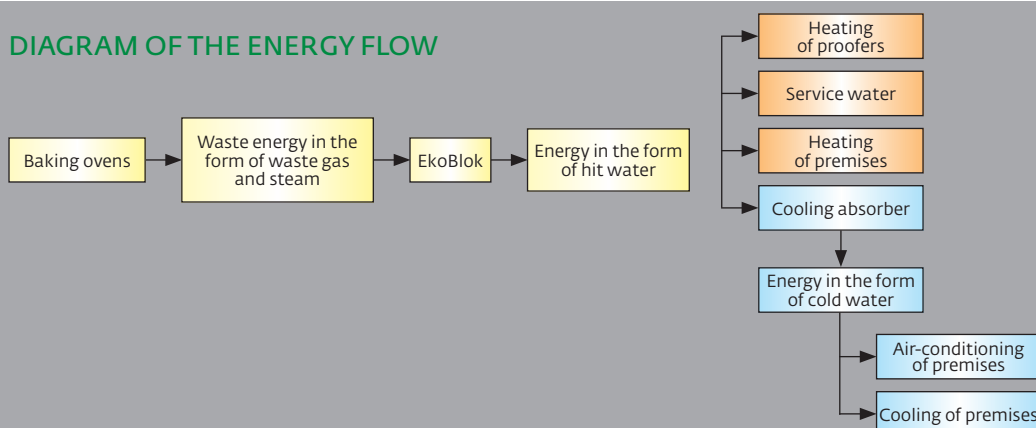 DIAGRAM OF THE ENERGY FLOW
Baking ovens
Waste energy in the
form of waste gas
and steam
EkoBlok
Energy in the form
of hit water
Heating
of proofers
Service water
Heating
of premises
Cooling absorber
Energy in the form
of cold water
Air-conditioning
of premises
Cooling of premises